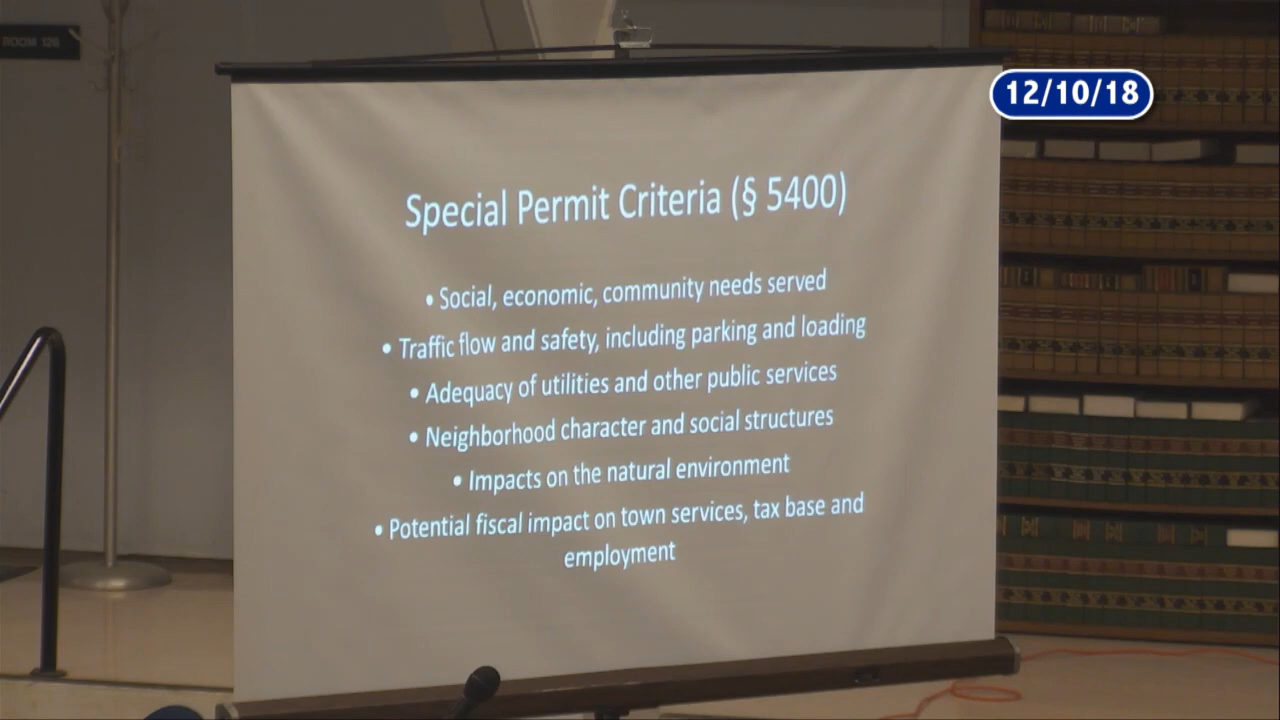 ROOM 126
12/10/18
Special Permit Criteria (§ 5400)
• Social, economic, community needs served
• Traffic flow and safety, including parking and loading
• Adequacy of utilities and other public services
• Neighborhood character and social structures
• Impacts on the natural environment
• Potential fiscal impact on town services, tax base and
employment